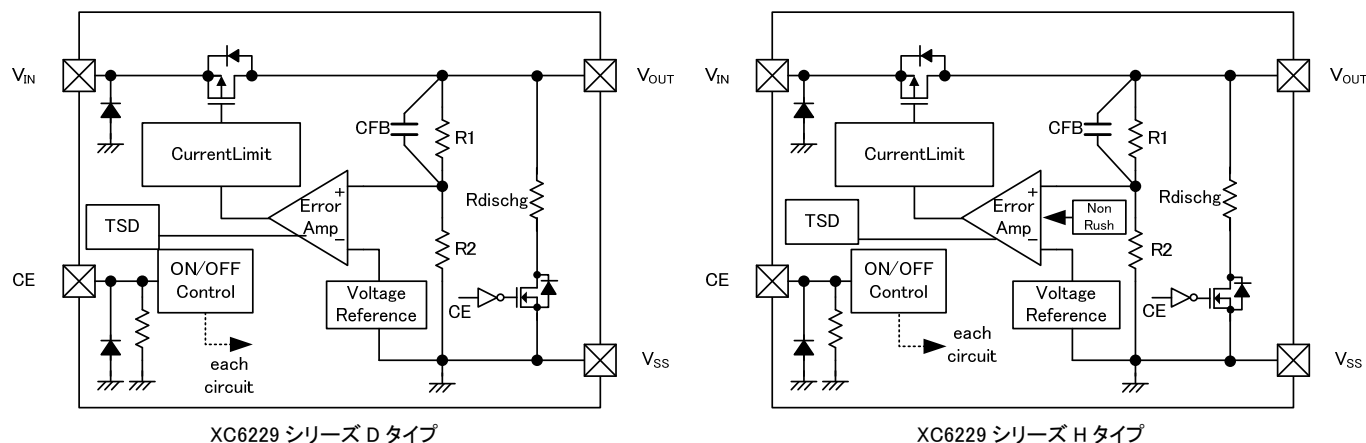 VIN
VOUT
CFB
R1
CurrentLimit
Rdischg
TSD
+
Error
Amp
−
R2
CE
ON/OFF
Control
Voltage
Reference
CE
each
circuit
VSS
XC6229 シリーズ D タイプ
VIN
VOUT
CFB
R1
CurrentLimit
Rdischg
TSD
+
Error
Amp
−
Non
Rush
R2
CE
ON/OFF
Control
Voltage
Reference
CE
each
circuit
VSS
XC6229 シリーズ H タイプ